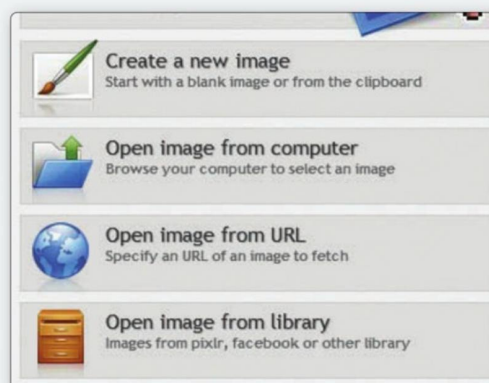 Create a new image
Start with a blank image or from the clipboard
Open image from computer
Browse your computer to select an image
Open image from URL
Specify an URL of an image to fetch
Open image from library
Images from pixlr, facebook or other library